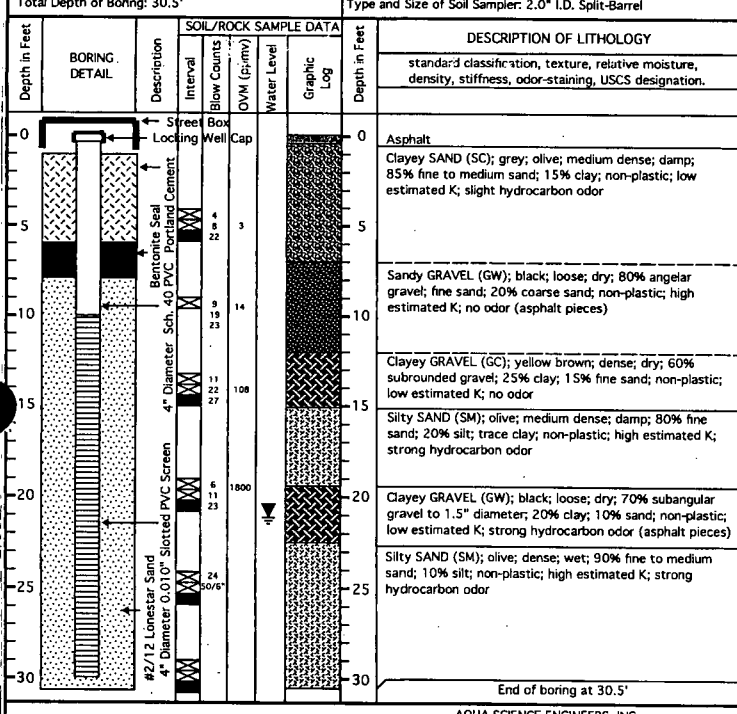 Total Depth of Boring: 30.5'
Type and Size of Soil Sampler: 2.0" I.D. Split-Barrel
Depth in Feet
BORING
DETAIL
Description
SOIL/ROCK SAMPLE DATA
Interval
Blow Counts
OVM (ppmv)
Water Level
Graphic
Log
Depth in Feet
DESCRIPTION OF LITHOLOGY
standard classification, texture, relative moisture,
density, stiffness, odor-staining, USCS designation.
Street Box
Locking Well Cap
Portland Cement
Bentonite Seal
4" Diameter Sch. 40 PVC
4" Diameter 0.010" Slotted PVC Screen
#2/12 Lonestar Sand
0
5
10
15
20
25
30
4
8
22
3
9
19
23
14
11
22
27
108
6
11
23
1800
24
50/6"
0
5
10
15
20
25
30
Asphalt
Clayey SAND (SC); grey; olive; medium dense; damp;
85% fine to medium sand; 15% clay; non-plastic; low
estimated K; slight hydrocarbon odor
Sandy GRAVEL (GW); black; loose; dry; 80% angelar
gravel; fine sand; 20% coarse sand; non-plastic; high
estimated K; no odor (asphalt pieces)
Clayey GRAVEL (GC); yellow brown; dense; dry; 60%
subrounded gravel; 25% clay; 15% fine sand; non-plastic;
low estimated K; no odor
Silty SAND (SM); olive; medium dense; damp; 80% fine
sand; 20% silt; trace clay; non-plastic; high estimated K;
strong hydrocarbon odor
Clayey GRAVEL (GW); black; loose; dry; 70% subangular
gravel to 1.5" diameter; 20% clay; 10% sand; non-plastic;
low estimated K; strong hydrocarbon odor (asphalt pieces)
Silty SAND (SM); olive; dense; wet; 90% fine to medium
sand; 10% silt; non-plastic; high estimated K; strong
hydrocarbon odor
End of boring at 30.5'
AQUA SCIENCE ENGINEERS, INC.